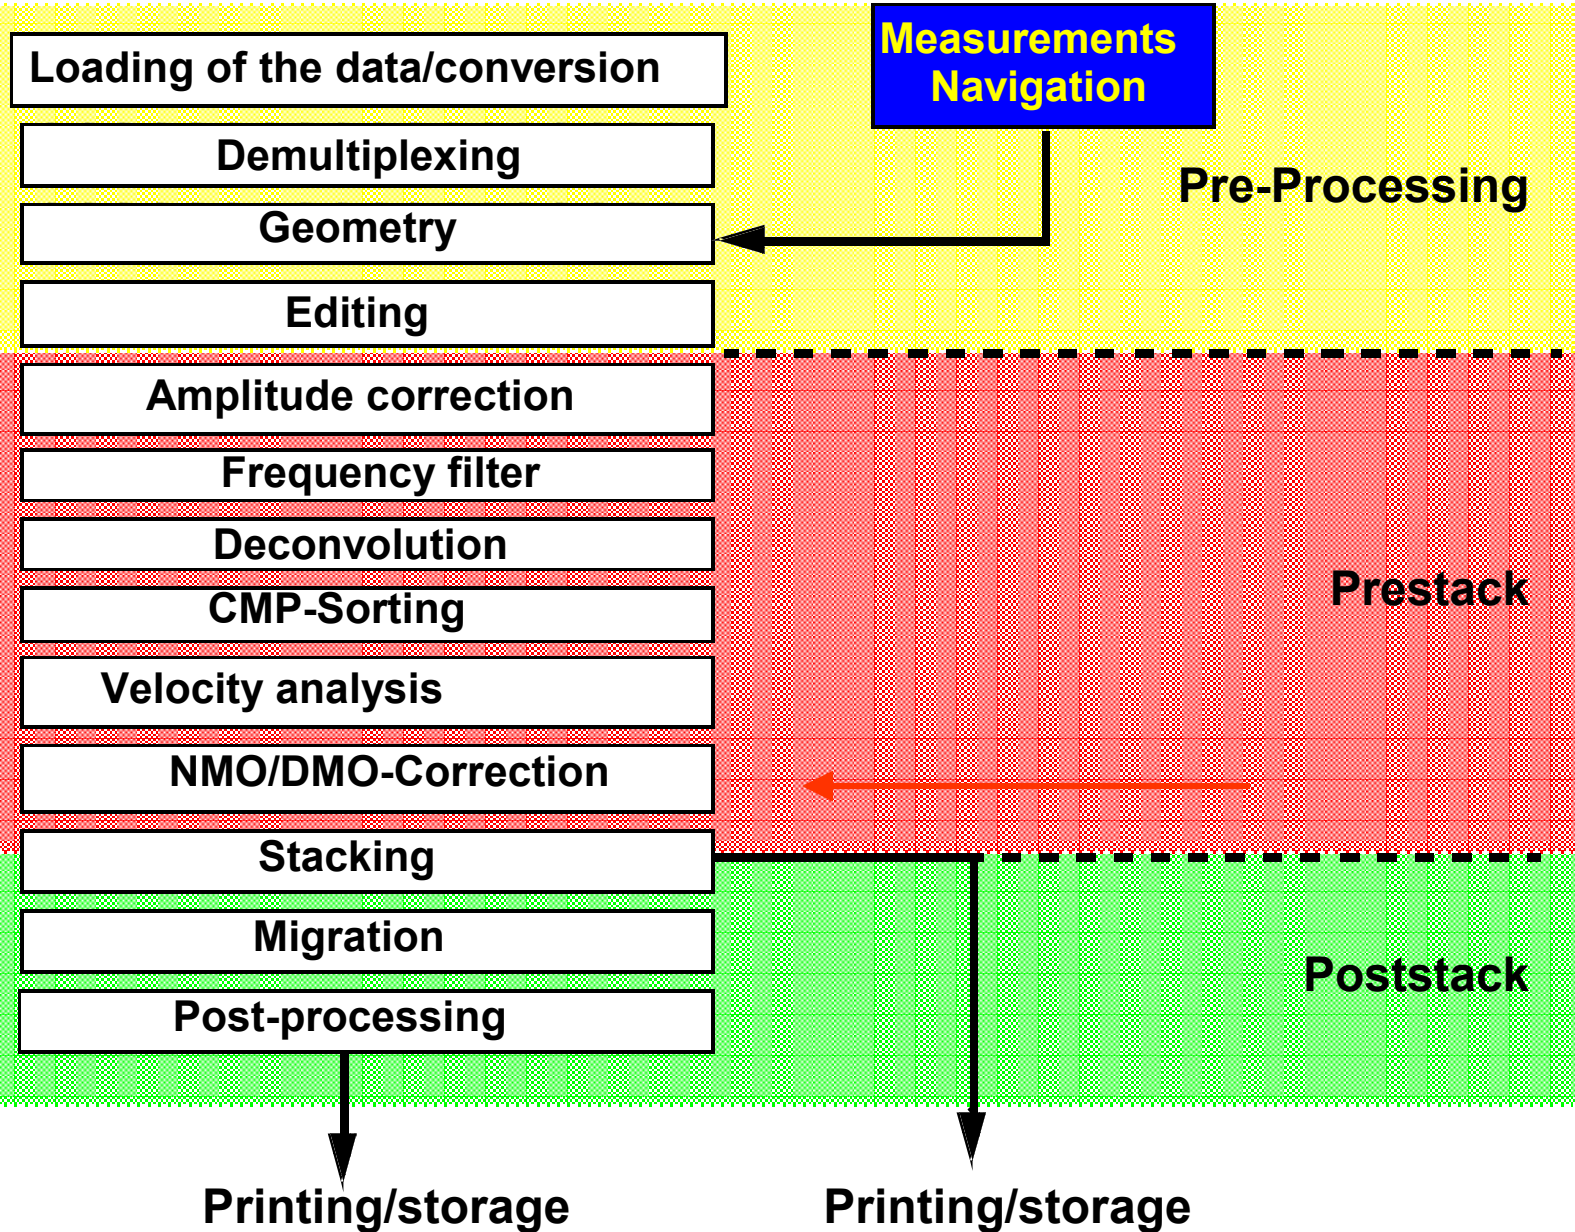 Loading of the data/conversion
Measurements
Navigation
Demultiplexing
Pre-Processing
Geometry
Editing
Amplitude correction
Frequency filter
Deconvolution
CMP-Sorting
Prestack
Velocity analysis
NMO/DMO-Correction
Stacking
Migration
Poststack
Post-processing
Printing/storage
Printing/storage